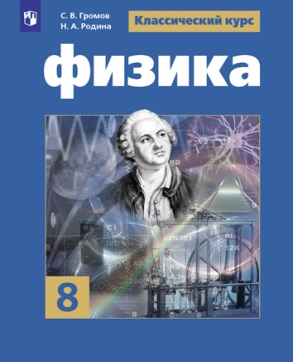 С. В. Громов
Н. А. Родина
Классический курс
физика
8